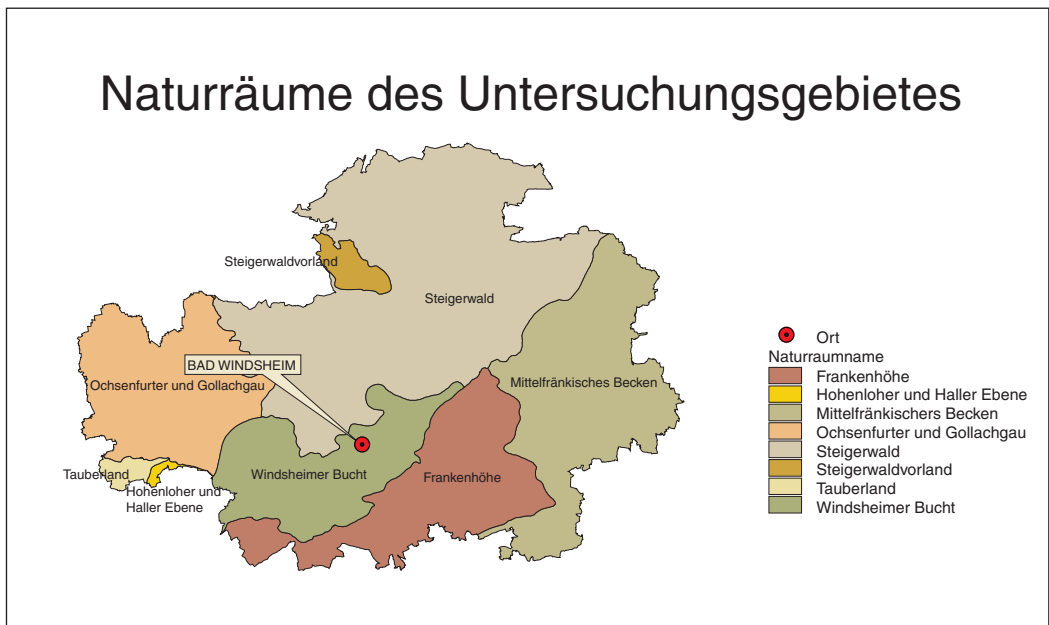 Naturräume des Untersuchungsgebietes
Steigerwaldvorland
Steigerwald
BAD WINDSHEIM
Ochsenfurter und Gollachgau
Mittelfränkisches Becken
Tauberland
Hohenloher und
Haller Ebene
Windsheimer Bucht
Frankenhöhe
Ort
Naturraumname
Frankenhöhe
Hohenloher und Haller Ebene
Mittelfränkischers Becken
Ochsenfurter und Gollachgau
Steigerwald
Steigerwaldvorland
Tauberland
Windsheimer Bucht